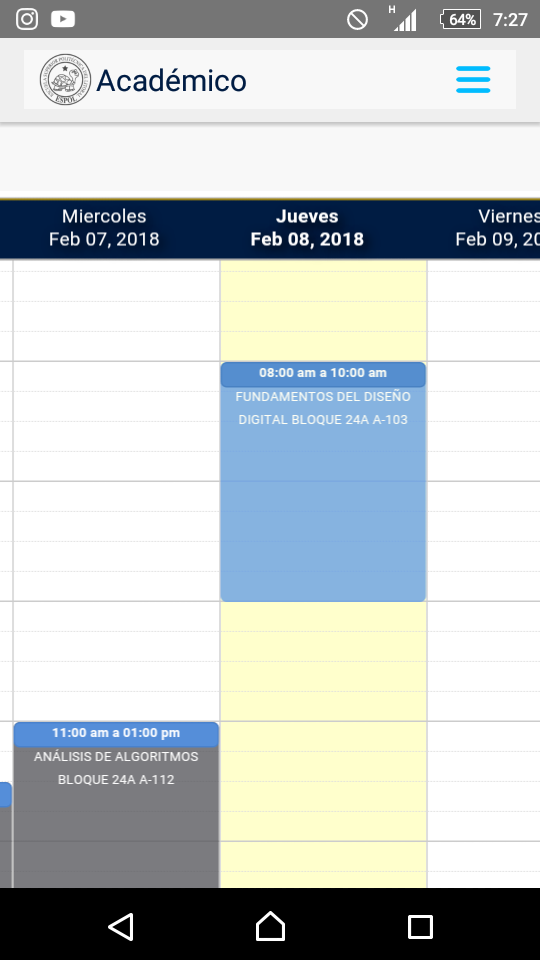 H
64%
7:27
ESPOL
Académico
Miercoles
Feb 07, 2018
Jueves
Feb 08, 2018
Viernes
Feb 09, 20
08:00 am a 10:00 am
FUNDAMENTOS DEL DISEÑO
DIGITAL BLOQUE 24A A-103
11:00 am a 01:00 pm
ANÁLISIS DE ALGORITMOS
BLOQUE 24A A-112